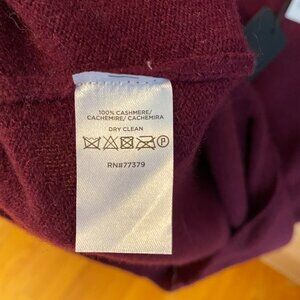 100% CASHMERE/
CACHEMIRE/ CACHEMIRA
DRY CLEAN
P
RN#77379